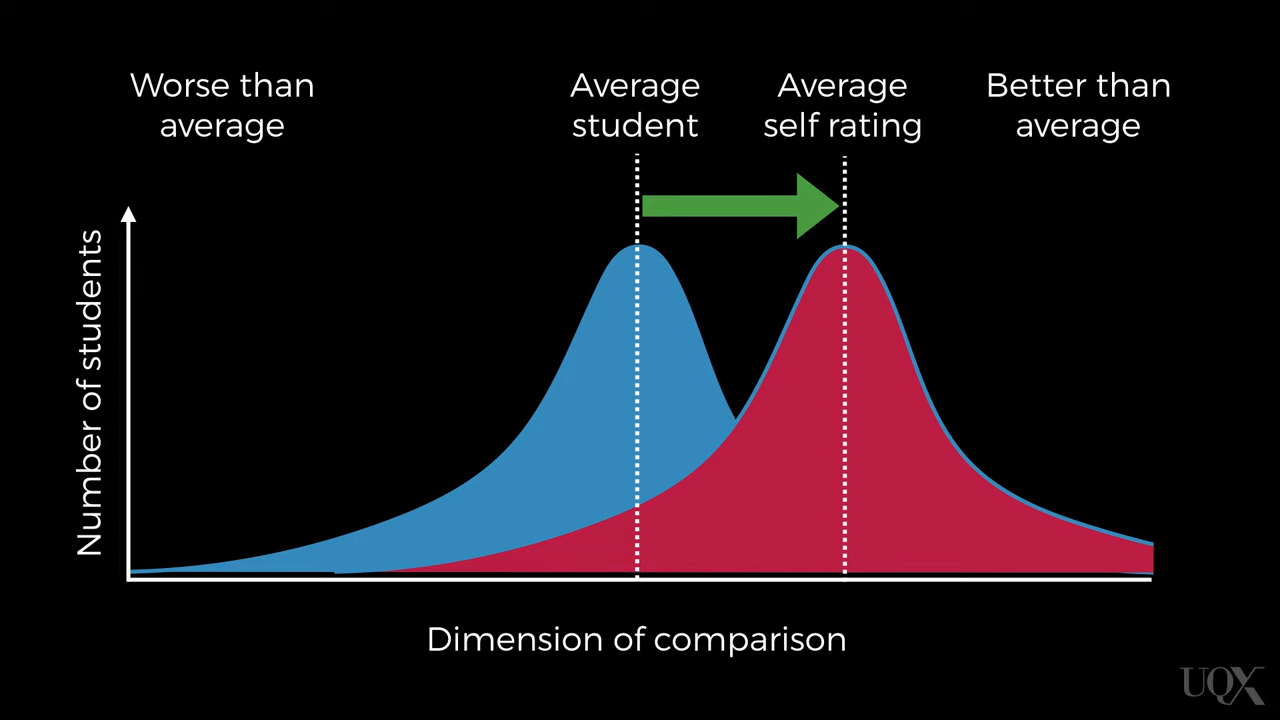 Worse than
average
Average
student
Average
self rating
Better than
average
Number of students
Dimension of comparison
UQX